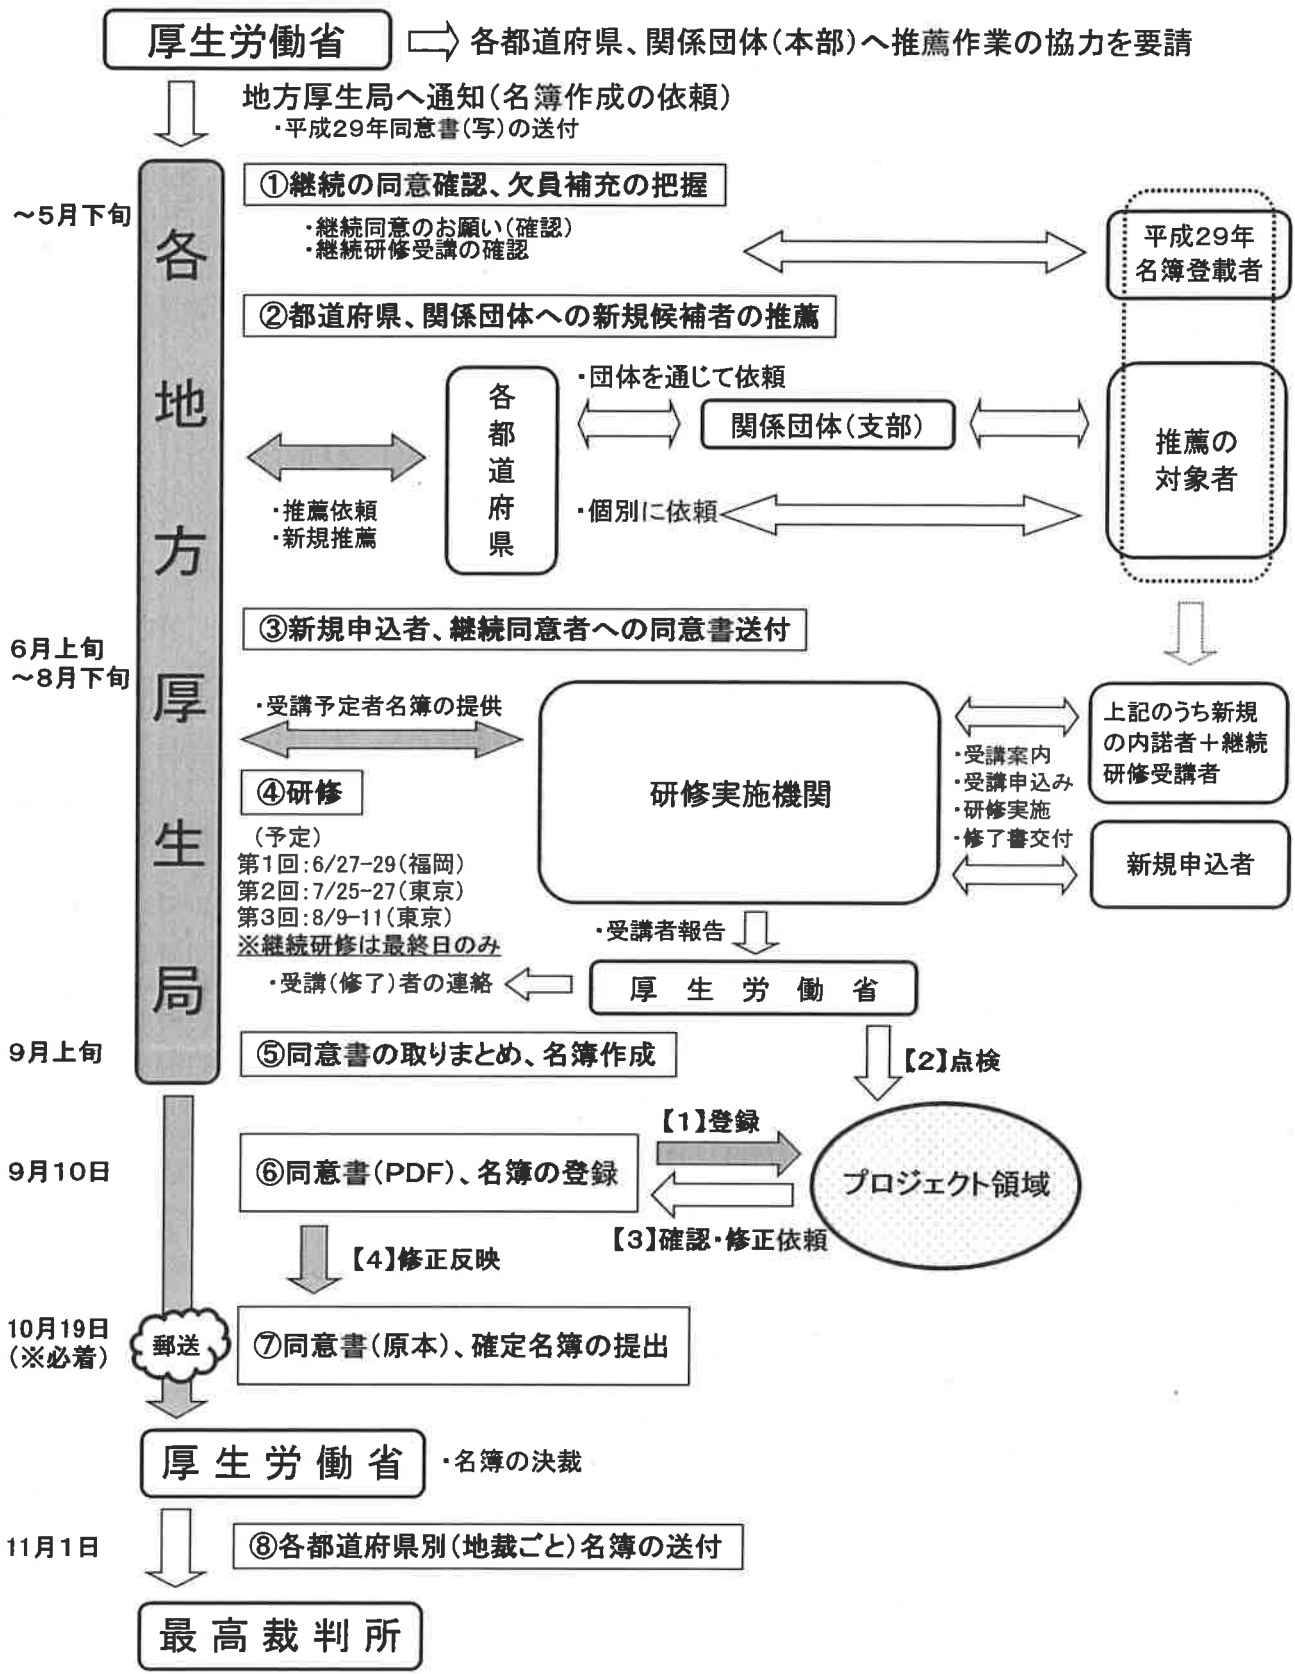 厚生労働省
各都道府県、関係団体(本部)へ推薦作業の協力を要請
地方厚生局へ通知(名簿作成の依頼)
・平成29年同意書(写)の送付
各地方厚生局
~5月下旬
①継続の同意確認、欠員補充の把握
・継続同意のお願い(確認)
・継続研修受講の確認
平成29年
名簿登載者
②都道府県、関係団体への新規候補者の推薦
各都道府県
・団体を通じて依頼
関係団体(支部)
推薦の
対象者
・推薦依頼
・新規推薦
・個別に依頼
③新規申込者、継続同意者への同意書送付
6月上旬
~8月下旬
・受講予定者名簿の提供
研修実施機関
上記のうち新規
の内諾者+継続
研修受講者
・受講案内
・受講申込み
・研修実施
・修了書交付
新規申込者
④研修
(予定)
第1回:6/27-29(福岡)
第2回:7/25-27(東京)
第3回:8/9-11(東京)
※継続研修は最終日のみ
・受講者報告
・受講(修了)者の連絡
厚生労働省
9月上旬
⑤同意書の取りまとめ、名簿作成
【2】点検
【1】登録
9月10日
⑥同意書(PDF)、名簿の登録
プロジェクト領域
【3】確認・修正依頼
【4】修正反映
10月19日
(※必着)
郵送
⑦同意書(原本)、確定名簿の提出
厚生労働省
・名簿の決裁
11月1日
⑧各都道府県別(地裁ごと)名簿の送付
最高裁判所